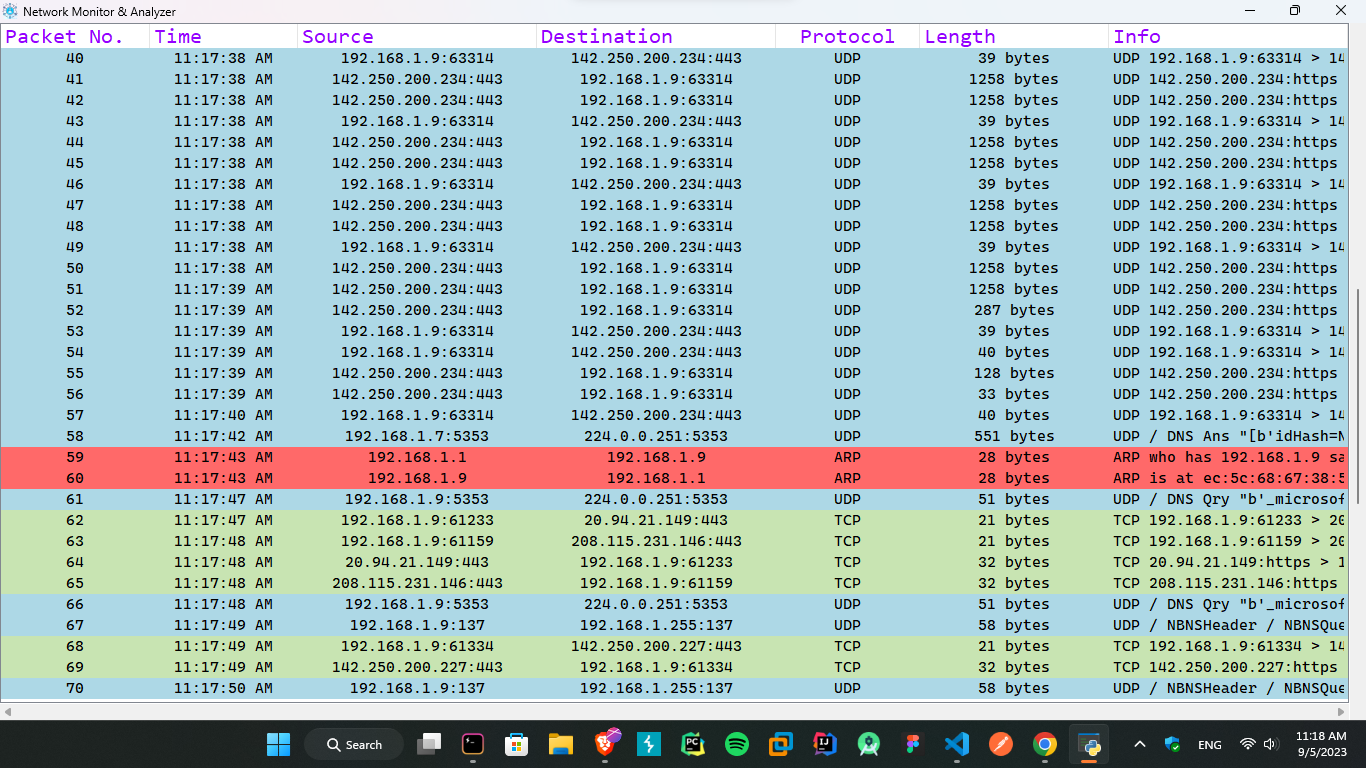 Network Monitor & Analyzer
Packet No. Time Source Destination Protocol Length Info
40 11:17:38 AM 192.168.1.9:63314 142.250.200.234:443 UDP 39 bytes UDP 192.168.1.9:63314 > 14
41 11:17:38 AM 142.250.200.234:443 192.168.1.9:63314 UDP 1258 bytes UDP 142.250.200.234:https
42 11:17:38 AM 142.250.200.234:443 192.168.1.9:63314 UDP 1258 bytes UDP 142.250.200.234:https
43 11:17:38 AM 192.168.1.9:63314 142.250.200.234:443 UDP 39 bytes UDP 192.168.1.9:63314 > 14
44 11:17:38 AM 142.250.200.234:443 192.168.1.9:63314 UDP 1258 bytes UDP 142.250.200.234:https
45 11:17:38 AM 142.250.200.234:443 192.168.1.9:63314 UDP 1258 bytes UDP 142.250.200.234:https
46 11:17:38 AM 192.168.1.9:63314 142.250.200.234:443 UDP 39 bytes UDP 192.168.1.9:63314 > 14
47 11:17:38 AM 142.250.200.234:443 192.168.1.9:63314 UDP 1258 bytes UDP 142.250.200.234:https
48 11:17:38 AM 142.250.200.234:443 192.168.1.9:63314 UDP 1258 bytes UDP 142.250.200.234:https
49 11:17:38 AM 192.168.1.9:63314 142.250.200.234:443 UDP 39 bytes UDP 192.168.1.9:63314 > 14
50 11:17:38 AM 142.250.200.234:443 192.168.1.9:63314 UDP 1258 bytes UDP 142.250.200.234:https
51 11:17:39 AM 142.250.200.234:443 192.168.1.9:63314 UDP 1258 bytes UDP 142.250.200.234:https
52 11:17:39 AM 142.250.200.234:443 192.168.1.9:63314 UDP 287 bytes UDP 142.250.200.234:https
53 11:17:39 AM 192.168.1.9:63314 142.250.200.234:443 UDP 39 bytes UDP 192.168.1.9:63314 > 14
54 11:17:39 AM 192.168.1.9:63314 142.250.200.234:443 UDP 40 bytes UDP 192.168.1.9:63314 > 14
55 11:17:39 AM 142.250.200.234:443 192.168.1.9:63314 UDP 128 bytes UDP 142.250.200.234:https
56 11:17:39 AM 142.250.200.234:443 192.168.1.9:63314 UDP 33 bytes UDP 142.250.200.234:https
57 11:17:40 AM 192.168.1.9:63314 142.250.200.234:443 UDP 40 bytes UDP 192.168.1.9:63314 > 14
58 11:17:42 AM 192.168.1.7:5353 224.0.0.251:5353 UDP 551 bytes UDP / DNS Ans "[b'idHash=N
59 11:17:43 AM 192.168.1.1 192.168.1.9 ARP 28 bytes ARP who has 192.168.1.9 sa
60 11:17:43 AM 192.168.1.9 192.168.1.1 ARP 28 bytes ARP is at ec:5c:68:67:38:5
61 11:17:47 AM 192.168.1.9:5353 224.0.0.251:5353 UDP 51 bytes UDP / DNS Qry "b'_microsof
62 11:17:47 AM 192.168.1.9:61233 20.94.21.149:443 TCP 21 bytes TCP 192.168.1.9:61233 > 20
63 11:17:48 AM 192.168.1.9:61159 208.115.231.146:443 TCP 21 bytes TCP 192.168.1.9:61159 > 20
64 11:17:48 AM 20.94.21.149:443 192.168.1.9:61233 TCP 32 bytes TCP 20.94.21.149:https > 1
65 11:17:48 AM 208.115.231.146:443 192.168.1.9:61159 TCP 32 bytes TCP 208.115.231.146:https
66 11:17:48 AM 192.168.1.9:5353 224.0.0.251:5353 UDP 51 bytes UDP / DNS Qry "b'_microsof
67 11:17:49 AM 192.168.1.9:137 192.168.1.255:137 UDP 58 bytes UDP / NBNSHeader / NBNSQue
68 11:17:49 AM 192.168.1.9:61334 142.250.200.227:443 TCP 21 bytes TCP 192.168.1.9:61334 > 14
69 11:17:49 AM 142.250.200.227:443 192.168.1.9:61334 TCP 32 bytes TCP 142.250.200.227:https
70 11:17:50 AM 192.168.1.9:137 192.168.1.255:137 UDP 58 bytes UDP / NBNSHeader / NBNSQue
Search
PC
IJ
ENG
11:18 AM
9/5/2023